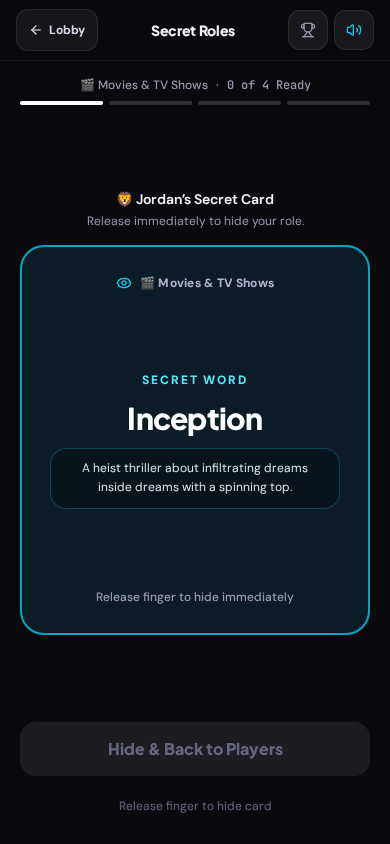 Lobby
Secret Roles
🎬 Movies & TV Shows · 0 of 4 Ready
🦁 Jordan’s Secret Card
Release immediately to hide your role.
🎬 Movies & TV Shows
SECRET WORD
Inception
A heist thriller about infiltrating dreams
inside dreams with a spinning top.
Release finger to hide immediately
Hide & Back to Players
Release finger to hide card